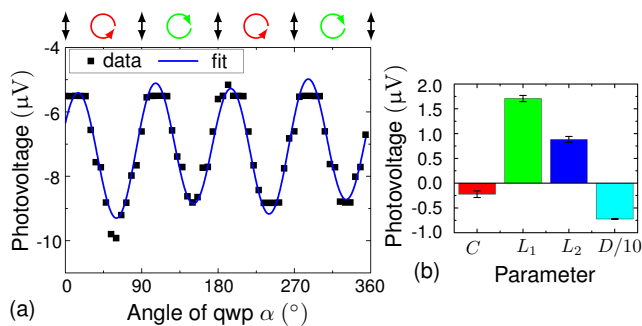 data fit
-4
-6
-8
-10
Photovoltage (µV)
0 90 180 270 360
Angle of qwp α (°)
(a)
2.0
1.5
1.0
0.5
0.0
-0.5
-1.0
Photovoltage (µV)
C L₁ L₂ D/10
Parameter
(b)